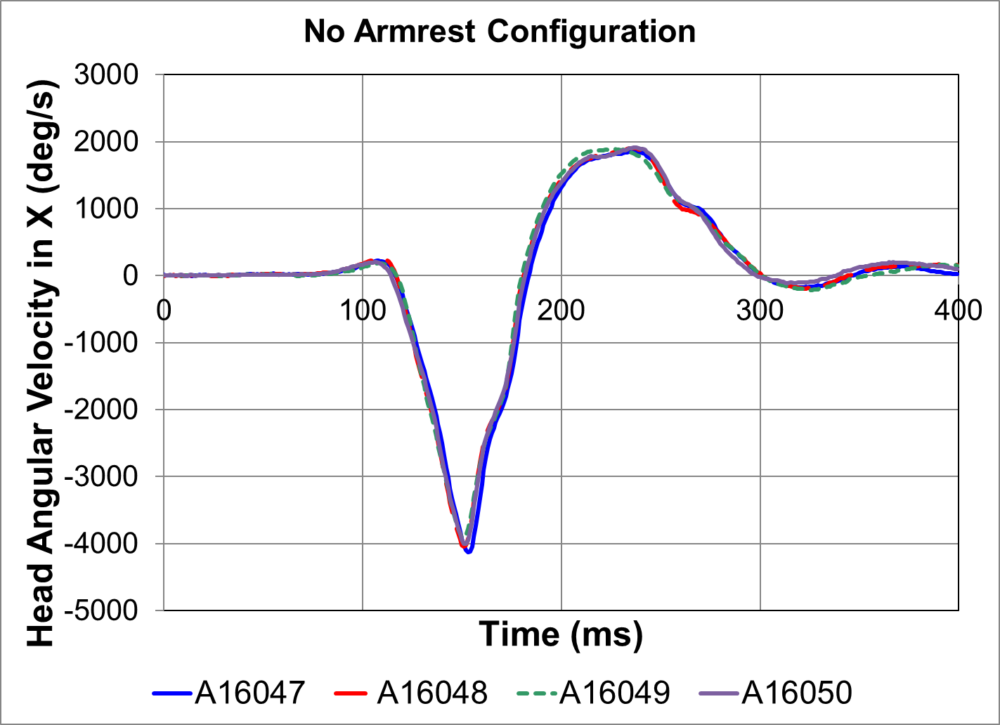 No Armrest Configuration
Head Angular Velocity in X (deg/s)
3000
2000
1000
0
-1000
-2000
-3000
-4000
-5000
0 100 200 300 400
Time (ms)
A16047 A16048 A16049 A16050